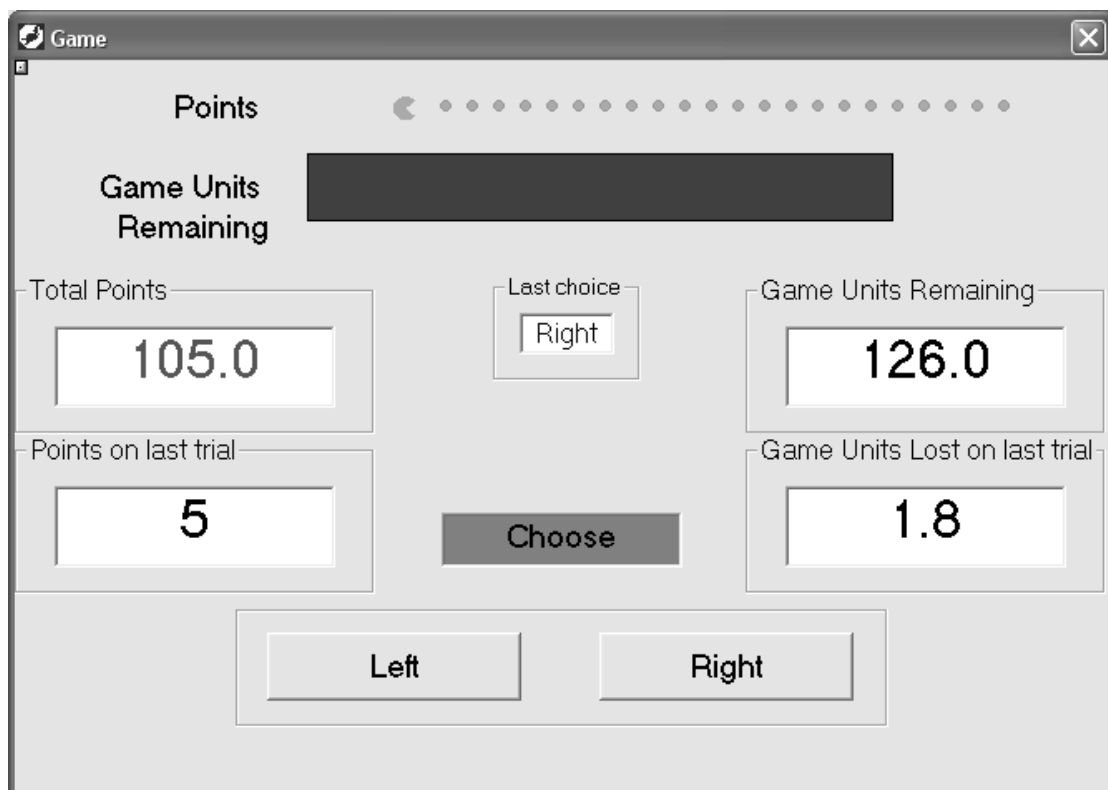 Game
Points
Game Units
Remaining
Total Points
105.0
Last choice
Right
Game Units Remaining
126.0
Points on last trial
5
Choose
Game Units Lost on last trial
1.8
Left
Right